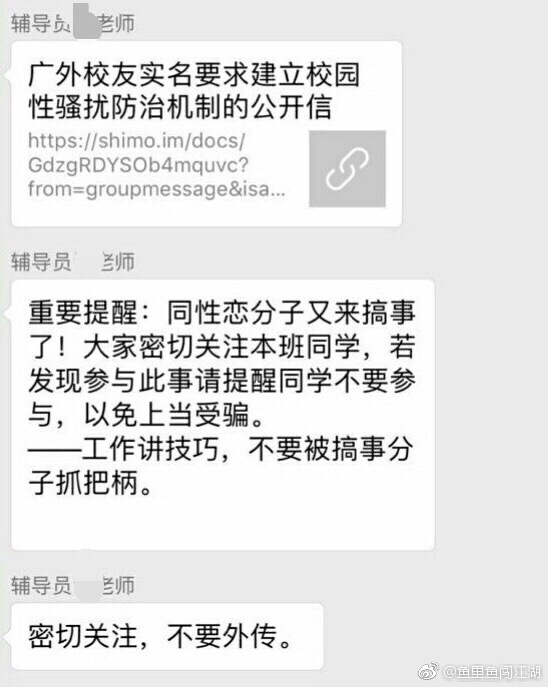 辅导员 老师
广外校友实名要求建立校园
性骚扰防治机制的公开信
https://shimo.im/docs/
GdzgRDYSOb4mquvc?
from=groupmessage&isa...
辅导员 老师
重要提醒：同性恋分子又来搞事
了！大家密切关注本班同学，若
发现参与此事请提醒同学不要参
与，以免上当受骗。
——工作讲技巧，不要被搞事分
子抓把柄。
辅导员 老师
密切关注，不要外传。
@鱼甲鱼闯江湖